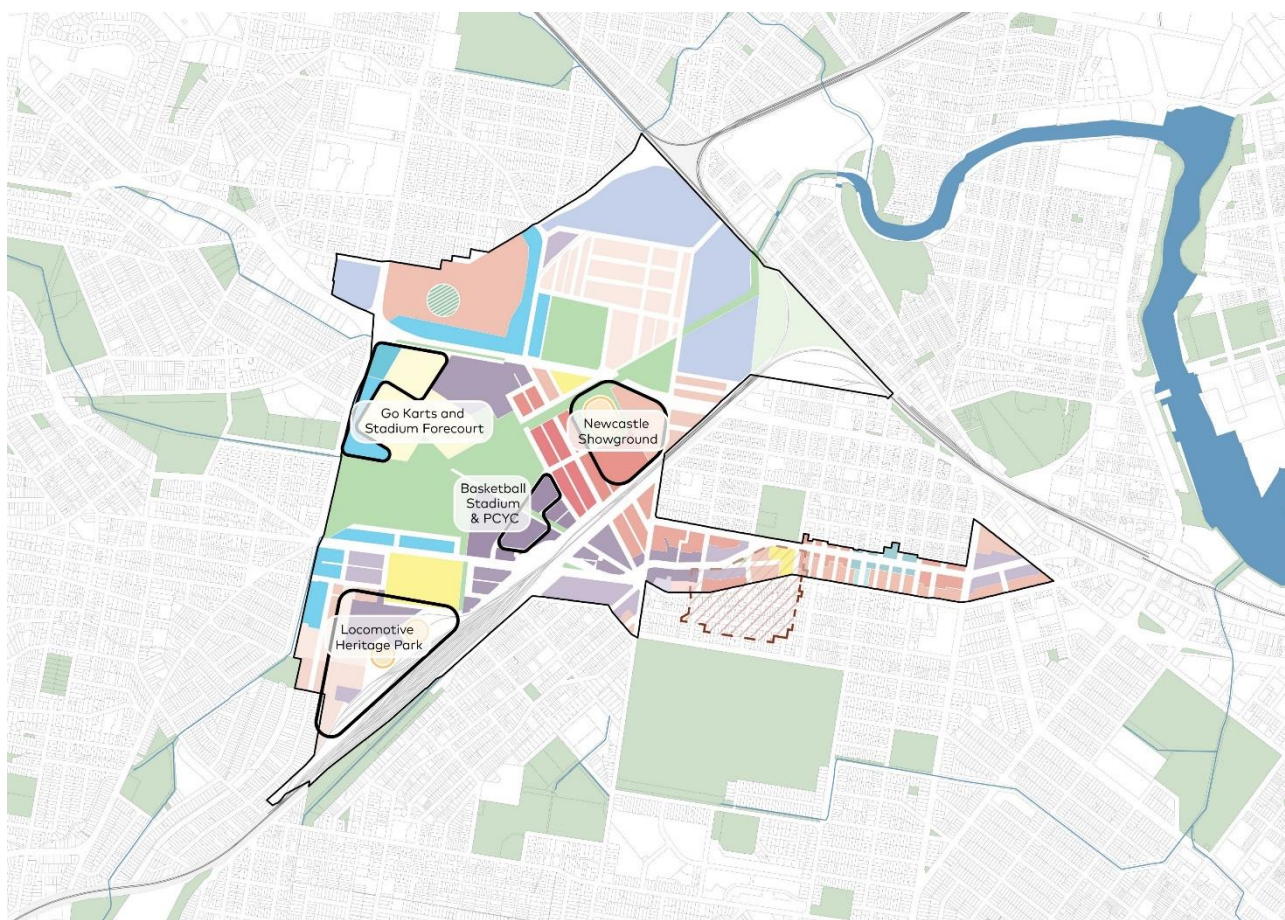 Go Karts and
Stadium Forecourt
Newcastle
Showground
Basketball
Stadium
& PCYC
Locomotive
Heritage Park